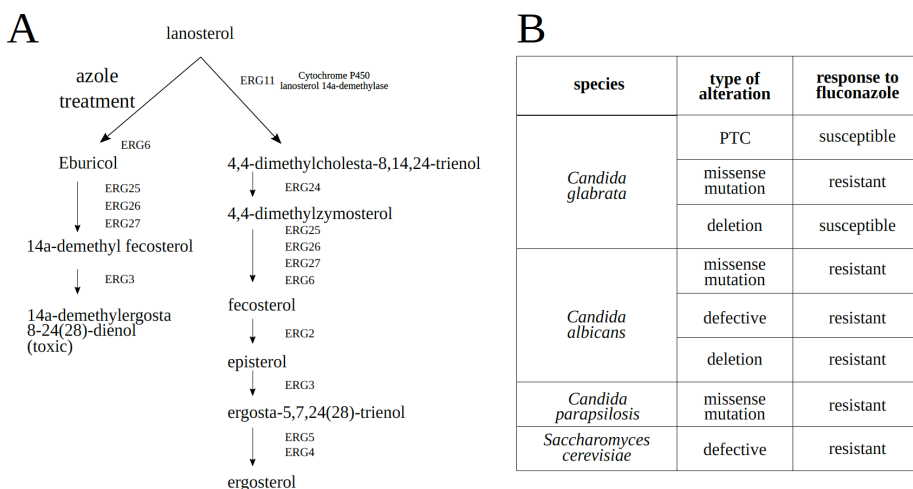 A
lanosterol
azole
treatment
ERG11
Cytochrome P450
lanosterol 14a-demethylase
ERG6
Eburicol
ERG25
ERG26
ERG27
14a-demethyl fecosterol
ERG3
14a-demethylergosta
8-24(28)-dienol
(toxic)
4,4-dimethylcholesta-8,14,24-trienol
ERG24
4,4-dimethylzymosterol
ERG25
ERG26
ERG27
ERG6
fecosterol
ERG2
episterol
ERG3
ergosta-5,7,24(28)-trienol
ERG5
ERG4
ergosterol
B
species
type of
alteration
response to
fluconazole
Candida
glabrata
PTC
susceptible
missense
mutation
resistant
deletion
susceptible
Candida
albicans
missense
mutation
resistant
defective
resistant
deletion
resistant
Candida
parapsilosis
missense
mutation
resistant
Saccharomyces
cerevisiae
defective
resistant